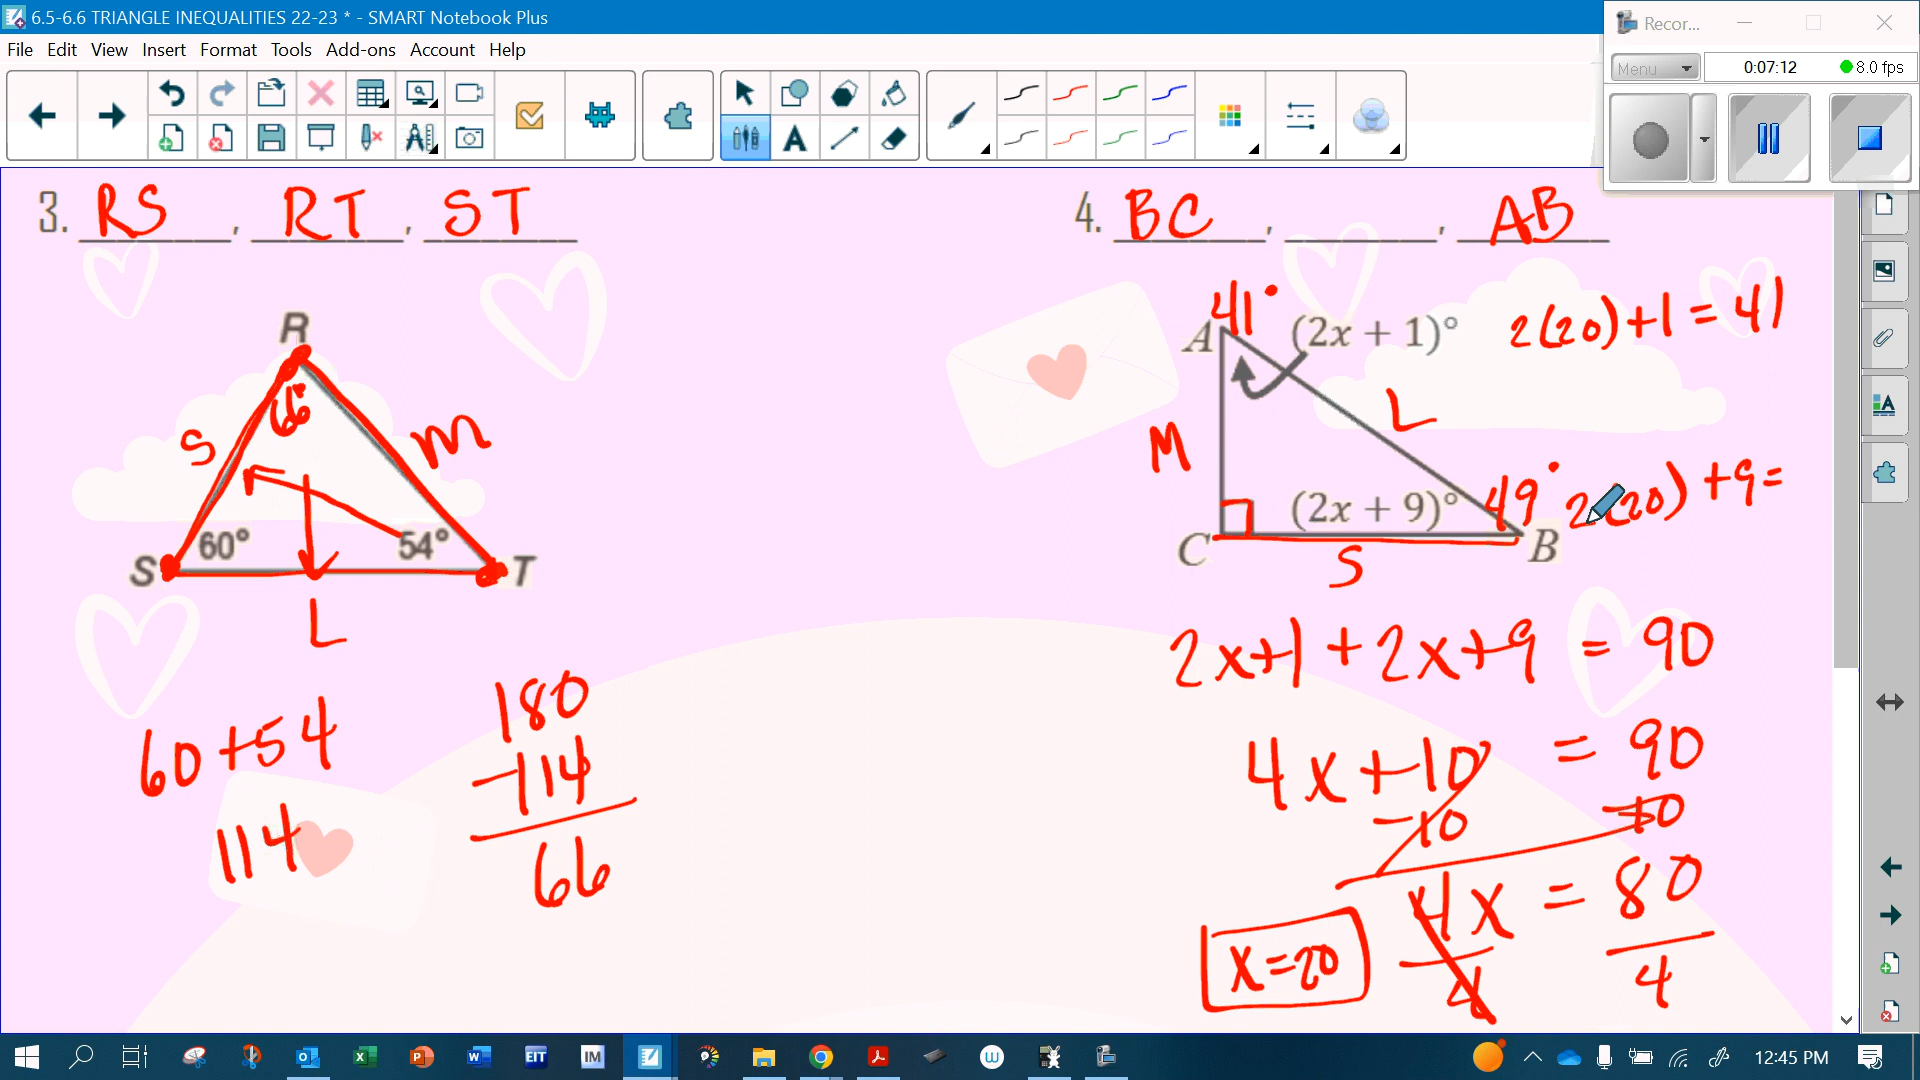 6.5-6.6 TRIANGLE INEQUALITIES 22-23 * - SMART Notebook Plus
File Edit View Insert Format Tools Add-ons Account Help
Recor...
Menu
0:07:12
8.0 fps
3. RS, RT, ST
R
66°
S
M
S
60°
54°
T
L
60+54
114
180
-114
66
4. BC, , AB
41°
A
(2x + 1)°
2(20)+1=41
L
M
(2x + 9)°
49°
2(20)+9=
C
B
S
2x+1+2x+9 = 90
4x+10 = 90
-10 -10
4x = 80
4 4
x=20
A
EIT
IM
12:45 PM